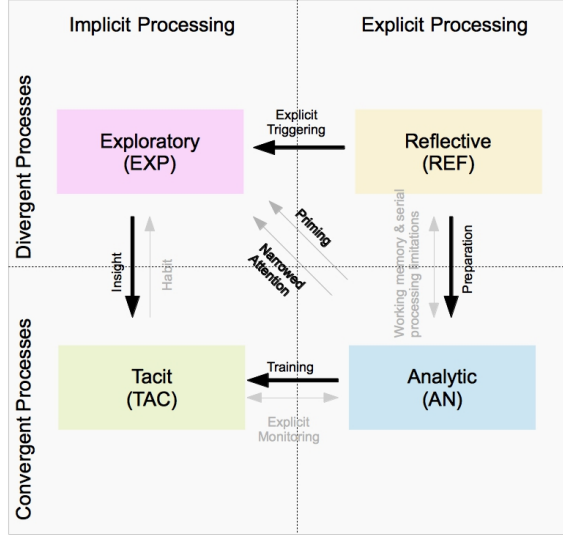 Implicit Processing
Explicit Processing
Divergent Processes
Exploratory
(EXP)
Explicit
Triggering
Reflective
(REF)
Priming
Narrowed
Attention
Insight
Habit
Working memory & serial
processing limitations
Preparation
Convergent Processes
Tacit
(TAC)
Training
Explicit
Monitoring
Analytic
(AN)